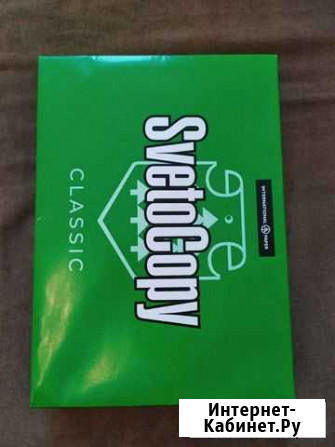 SvetoCopy
CLASSIC
INTERNATIONAL PAPER
Интернет-
Кабинет.Ру